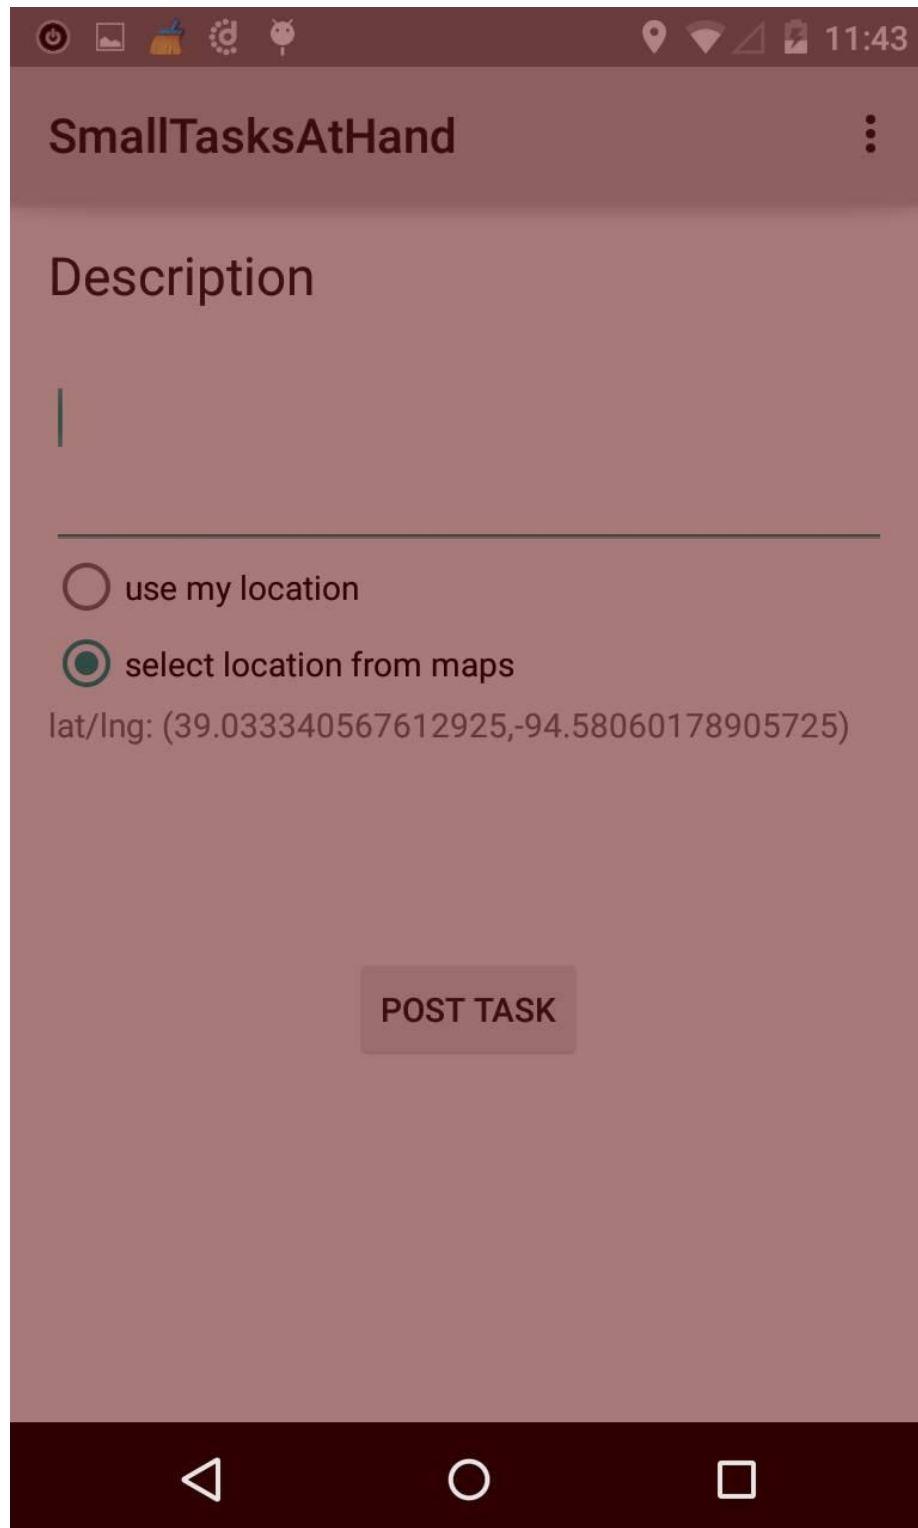 11:43
SmallTasksAtHand
Description
use my location
select location from maps
lat/lng: (39.033340567612925,-94.58060178905725)
POST TASK